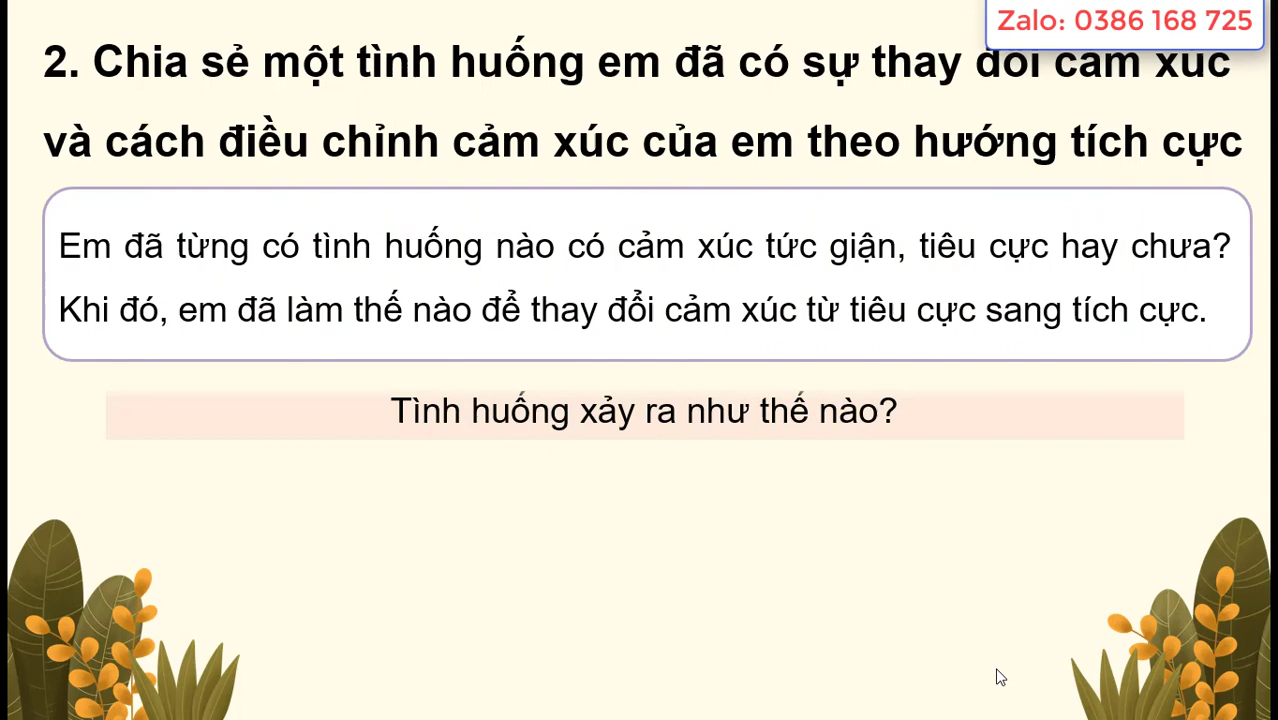 Zalo: 0386 168 725
2. Chia sẻ một tình huống em đã có sự thay đổi cảm xúc
và cách điều chỉnh cảm xúc của em theo hướng tích cực
Em đã từng có tình huống nào có cảm xúc tức giận, tiêu cực hay chưa?
Khi đó, em đã làm thế nào để thay đổi cảm xúc từ tiêu cực sang tích cực.
Tình huống xảy ra như thế nào?